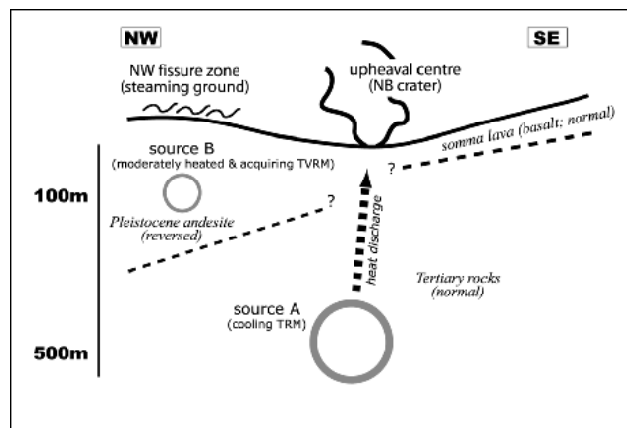 NW
SE
NW fissure zone
(steaming ground)
upheaval centre
(NB crater)
somma lava (basalt; normal)
source B
(moderately heated & acquiring TVRM)
?
100m
?
Pleistocene andesite
(reversed)
heat discharge
Tertiary rocks
(normal)
source A
(cooling TRM)
500m